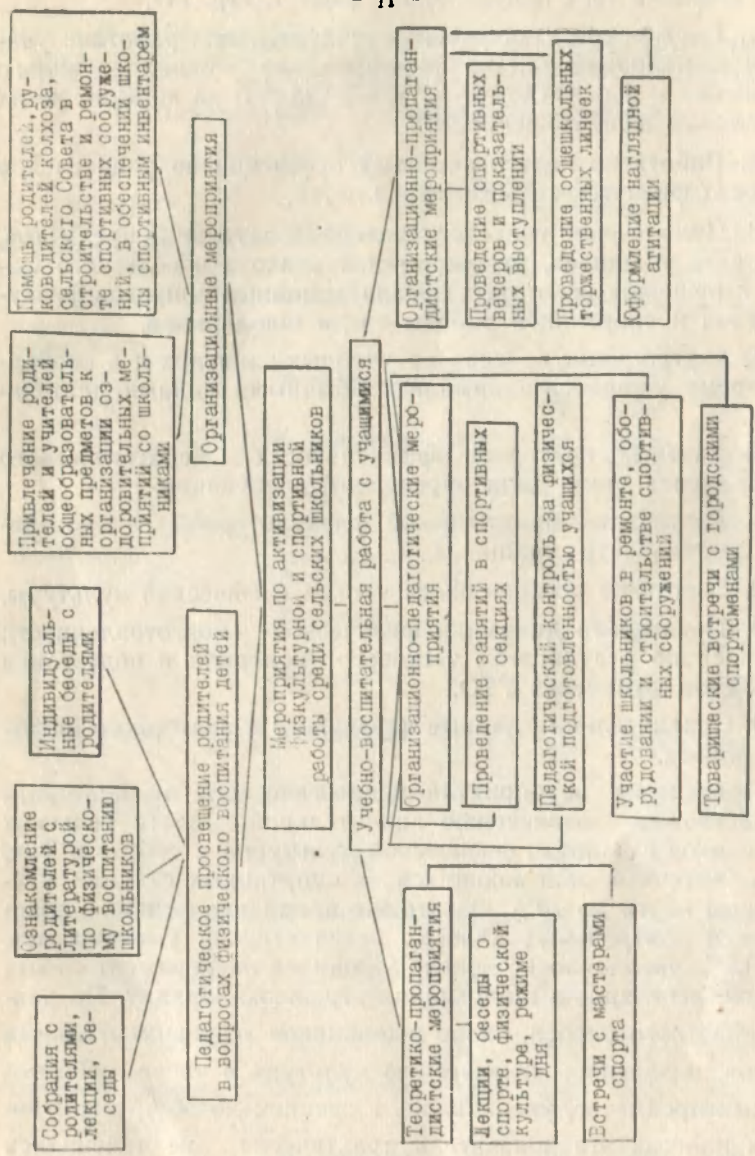 - 11 -
Собрания с
родителями,
лекции, бе-
седы
Ознакомление
родителей с
литературой
по физическо-
му воспитанию
школьников
Индивидуаль-
ные беседы с
родителями
Привлечение роди-
телей и учителей
общеобразователь-
ных предметов к
организации оз-
доровительных ме-
приятий со школь-
никами
Помощь родителей,ру-
ководителей колхоза,
сельского Совета в
строительстве и ремон-
те спортивных сооруже-
ний, в обеспечении шко-
лы спортивным инвентарем
Педагогическое просвещение родителей
в вопросах физического воспитания детей
Организационные мероприятия
Мероприятия по активизации
физкультурной и спортивной
работы среди сельских школьников
Учебно-воспитательная работа с учащимися
Теоретико-пропаган-
дистские мероприятия
Лекции, беседы о
спорте, физической
культуре, режиме
дня
Встречи с мастерами
спорта
Организационно-педагогические меро-
приятия
Проведение занятий в спортивных
секциях
Педагогический контроль за физичес-
кой подготовленностью учащихся
Участие школьников в ремонте, обо-
рудовании и строительстве спортив-
ных сооружений
Товарищеские встречи с городскими
спортсменами
Организационно-пропаган-
дистские мероприятия
Проведение спортивных
вечеров и показатель-
ных выступлении
Проведение общешкольных
торжественных линеек
Оформление наглядной
агитации